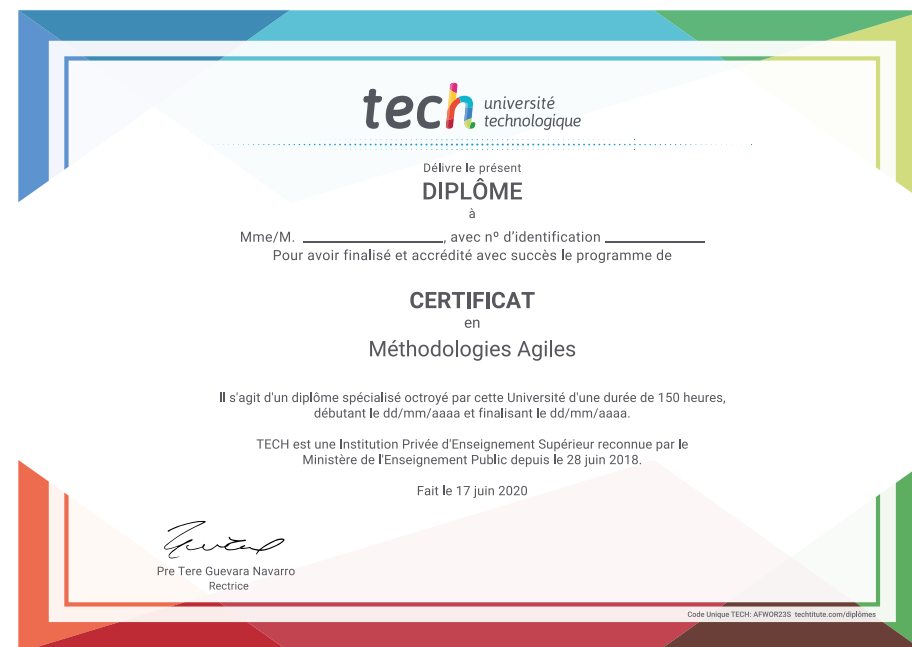 tech université
technologique
Délivre le présent
DIPLÔME
à
Mme/M. ____________________, avec nº d'identification ______________
Pour avoir finalisé et accrédité avec succès le programme de
CERTIFICAT
en
Méthodologies Agiles
Il s'agit d'un diplôme spécialisé octroyé par cette Université d'une durée de 150 heures,
débutant le dd/mm/aaaa et finalisant le dd/mm/aaaa.
TECH est une Institution Privée d'Enseignement Supérieur reconnue par le
Ministère de l'Enseignement Public depuis le 28 juin 2018.
Fait le 17 juin 2020
Pre Tere Guevara Navarro
Rectrice
Code Unique TECH: AFWOR23S techtitute.com/diplômes